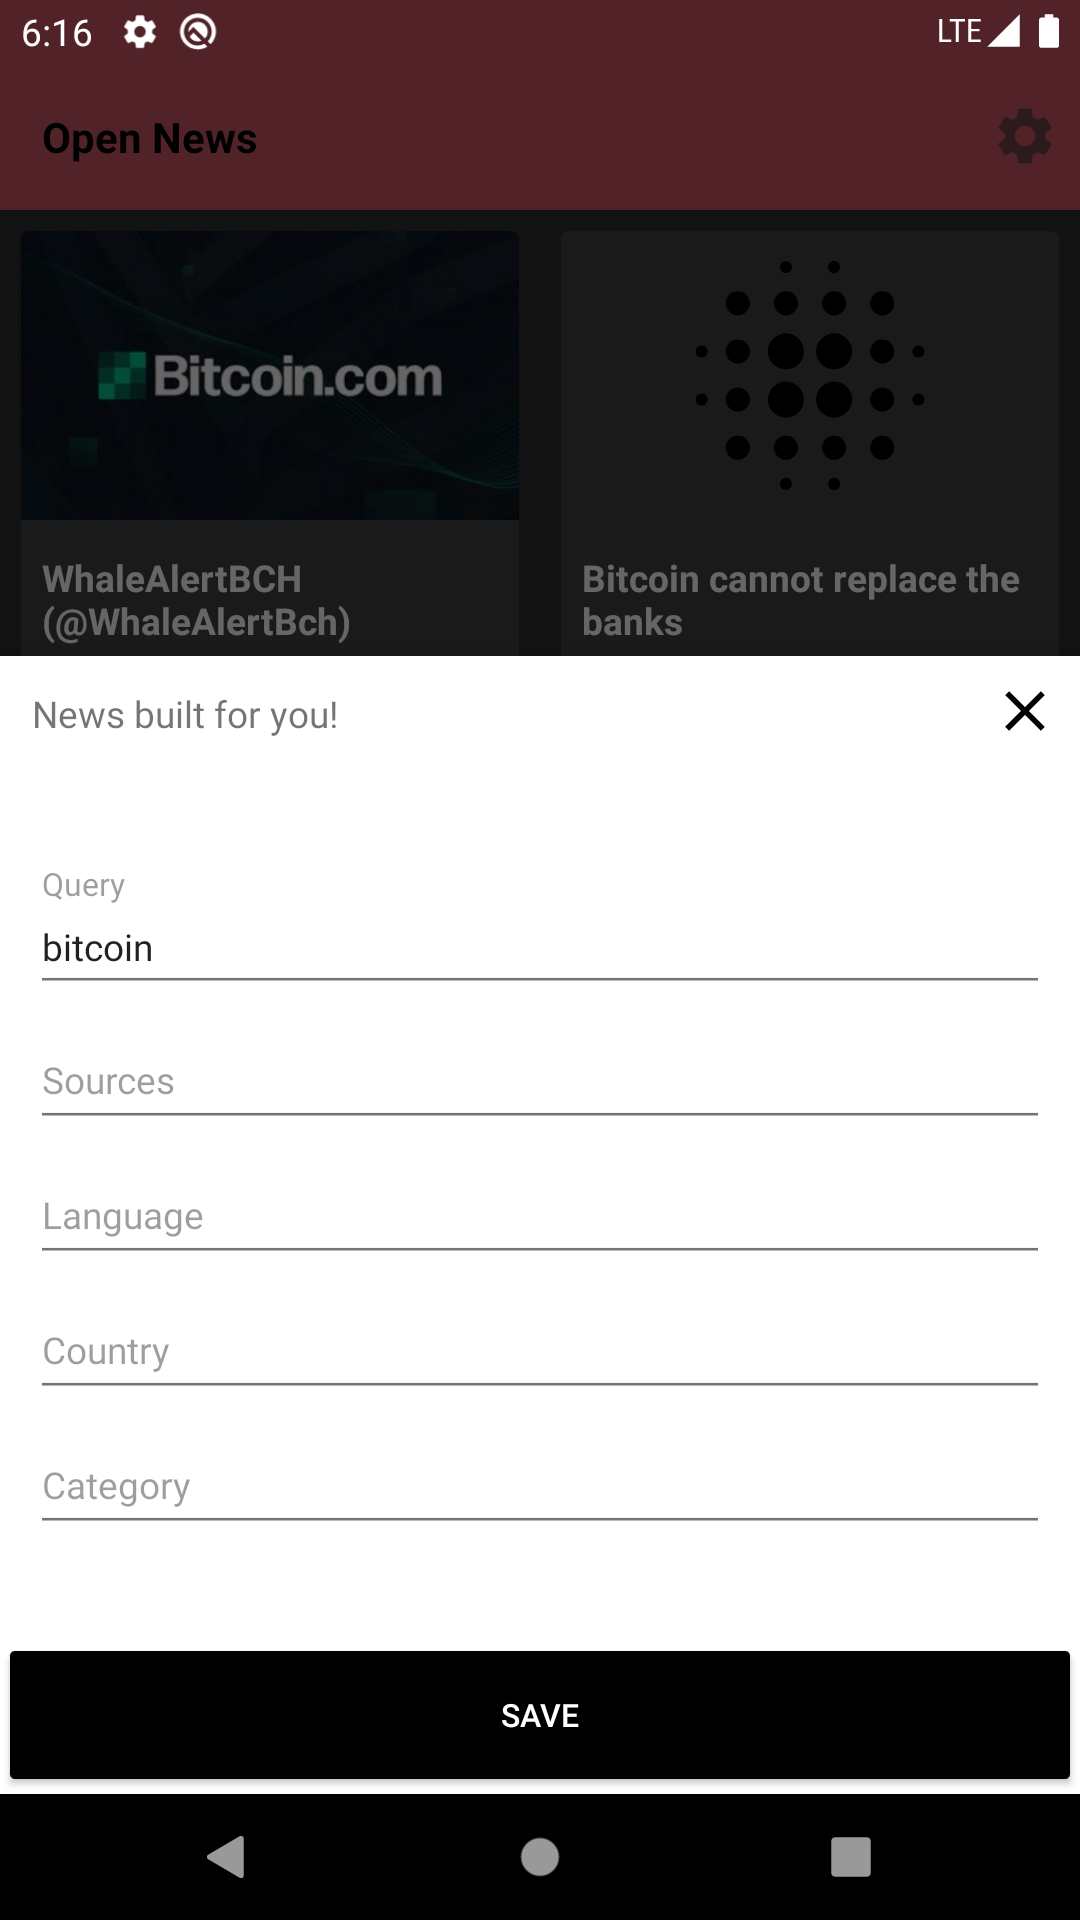 6:16
LTE
Open News
Bitcoin.com
WhaleAlertBCH
(@WhaleAlertBch)
Bitcoin cannot replace the
banks
News built for you!
Query
bitcoin
Sources
Language
Country
Category
SAVE